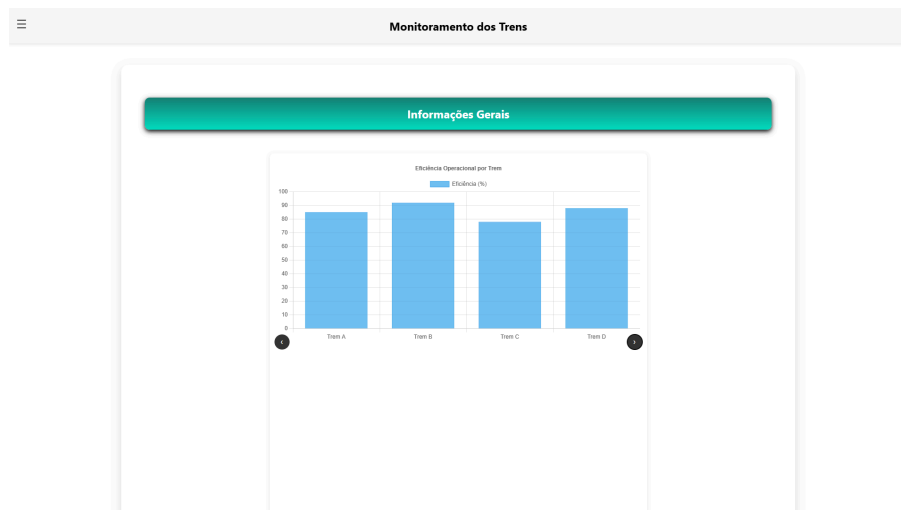 ☰
Monitoramento dos Trens
Informações Gerais
Eficiência Operacional por Trem
Eficiência (%)
100
90
80
70
60
50
40
30
20
10
0
Trem A Trem B Trem C Trem D
‹ ›